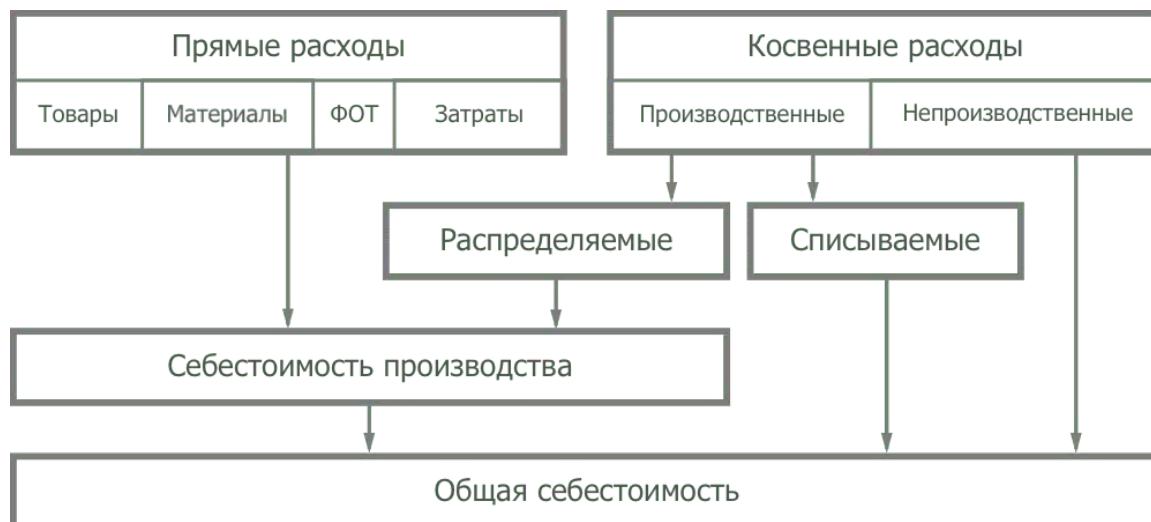 Прямые расходы
Косвенные расходы
Товары
Материалы
ФОТ
Затраты
Производственные
Непроизводственные
Распределяемые
Списываемые
Себестоимость производства
Общая себестоимость